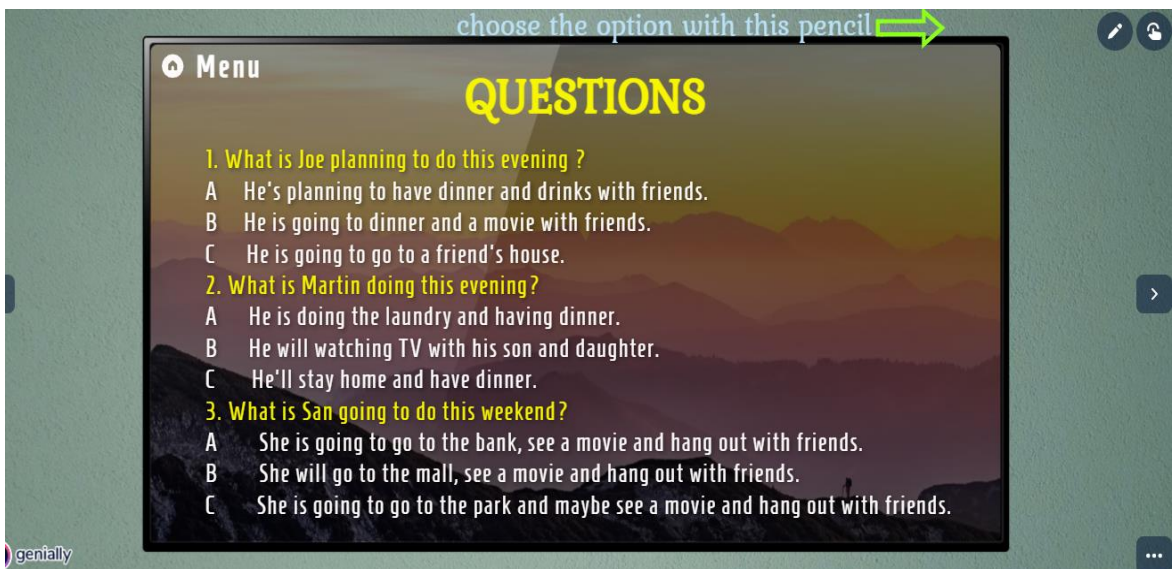 choose the option with this pencil
Menu
QUESTIONS
1. What is Joe planning to do this evening ?
A He's planning to have dinner and drinks with friends.
B He is going to dinner and a movie with friends.
C He is going to go to a friend's house.
2. What is Martin doing this evening?
A He is doing the laundry and having dinner.
B He will watching TV with his son and daughter.
C He'll stay home and have dinner.
3. What is San going to do this weekend?
A She is going to go to the bank, see a movie and hang out with friends.
B She will go to the mall, see a movie and hang out with friends.
C She is going to go to the park and maybe see a movie and hang out with friends.
genially